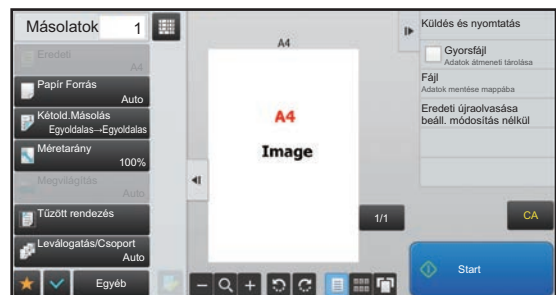 Másolatok 1
Eredeti
A4
Papír Forrás
Auto
Kétold.Másolás
Egyoldalas→Egyoldalas
Méretarány
100%
Megvilágítás
Auto
Tűzött rendezés
Leválogatás/Csoport
Auto
Egyéb
A4
A4
Image
1/1
Küldés és nyomtatás
Gyorsfájl
Adatok átmeneti tárolása
Fájl
Adatok mentése mappába
Eredeti újraolvasása
beáll. módosítás nélkül
CA
Start